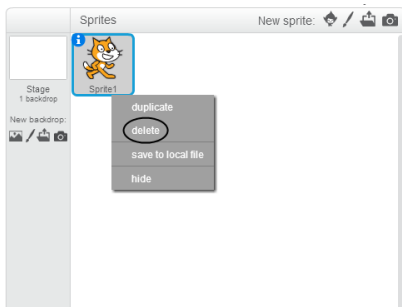 Sprites
New sprite:
Sprite1
Stage
1 backdrop
New backdrop:
duplicate
delete
save to local file
hide